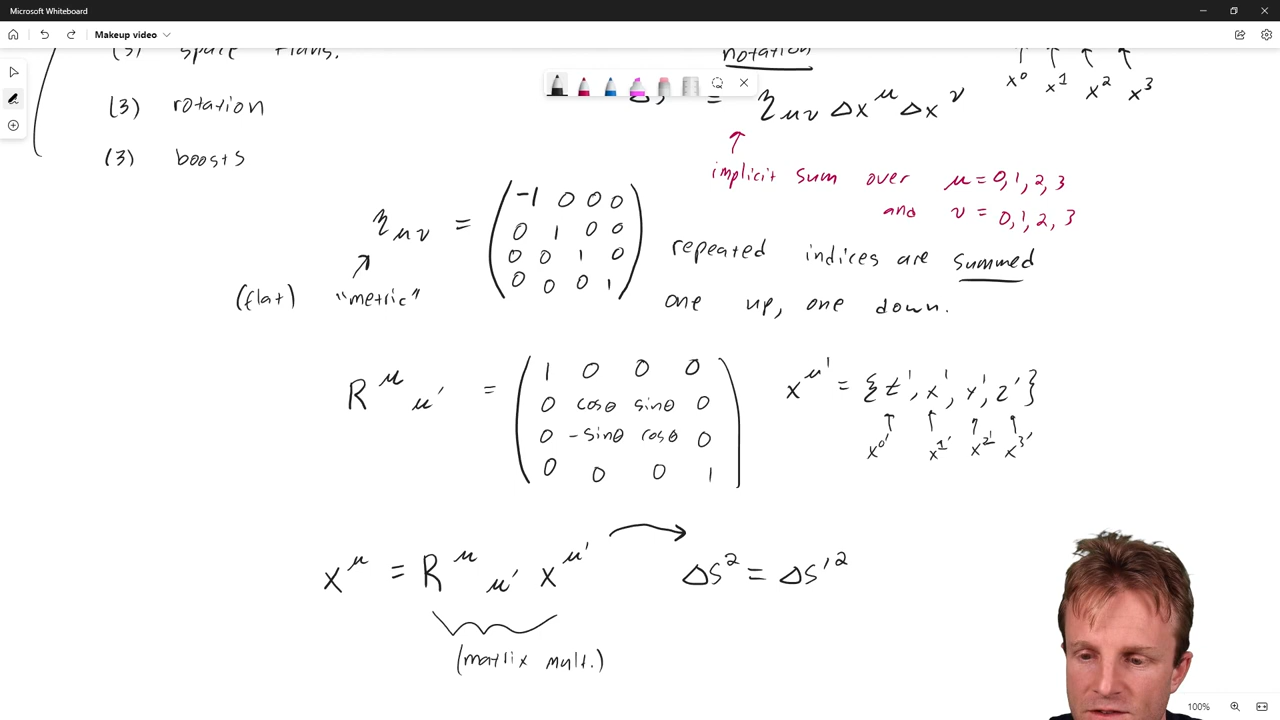 Microsoft Whiteboard
Makeup video
(3) space trans.
notation
x⁰ x¹ x² x³
(3) rotation
= η_μν Δx^μ Δx^ν
(3) boosts
implicit sum over μ = 0, 1, 2, 3
and ν = 0, 1, 2, 3
η_μν = ( -1 0 0 0
0 1 0 0
0 0 1 0
0 0 0 1 )
repeated indices are summed
(flat) "metric"
one up, one down.
R^μ_μ' = ( 1 0 0 0
0 cosθ sinθ 0
0 -sinθ cosθ 0
0 0 0 1 )
x^μ' = {t', x', y', z'}
x⁰' x¹' x²' x³'
x^μ = R^μ_μ' x^μ' → Δs² = Δs'²
(matrix mult.)
100%